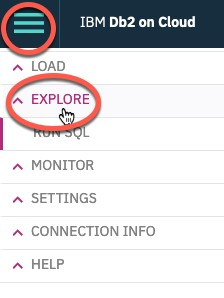 IBM Db2 on Cloud
LOAD
EXPLORE
RUN SQL
MONITOR
SETTINGS
CONNECTION INFO
HELP